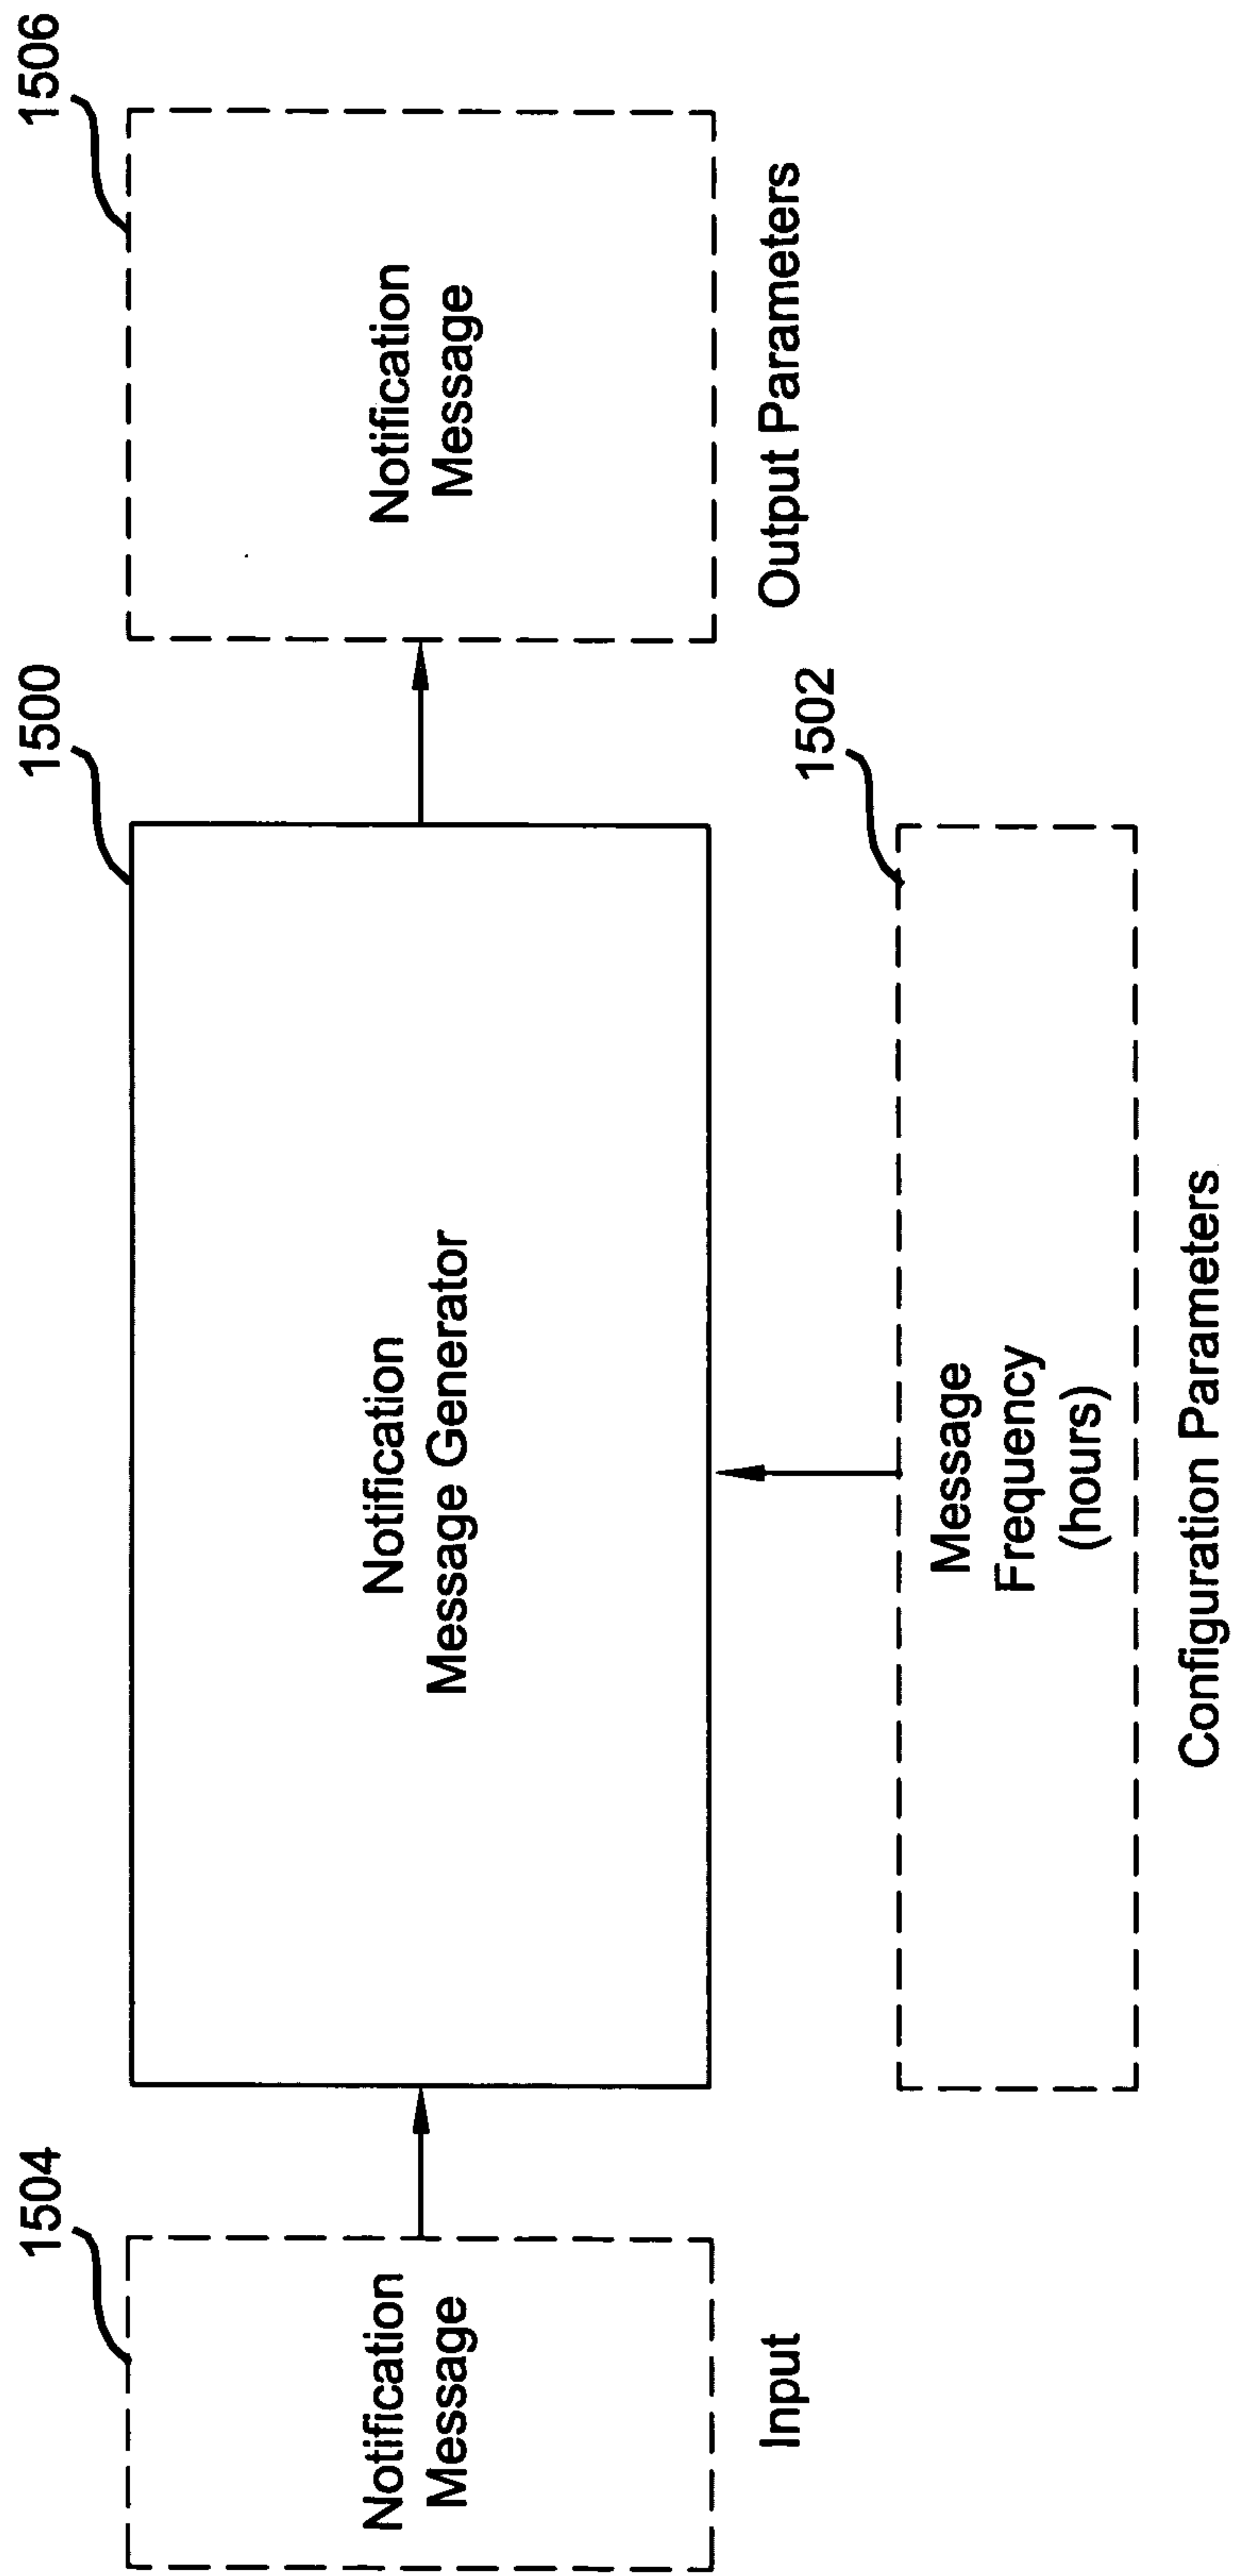 1504
Notification
Message
Input
1500
Notification
Message Generator
1502
Message
Frequency
(hours)
Configuration Parameters
1506
Notification
Message
Output Parameters